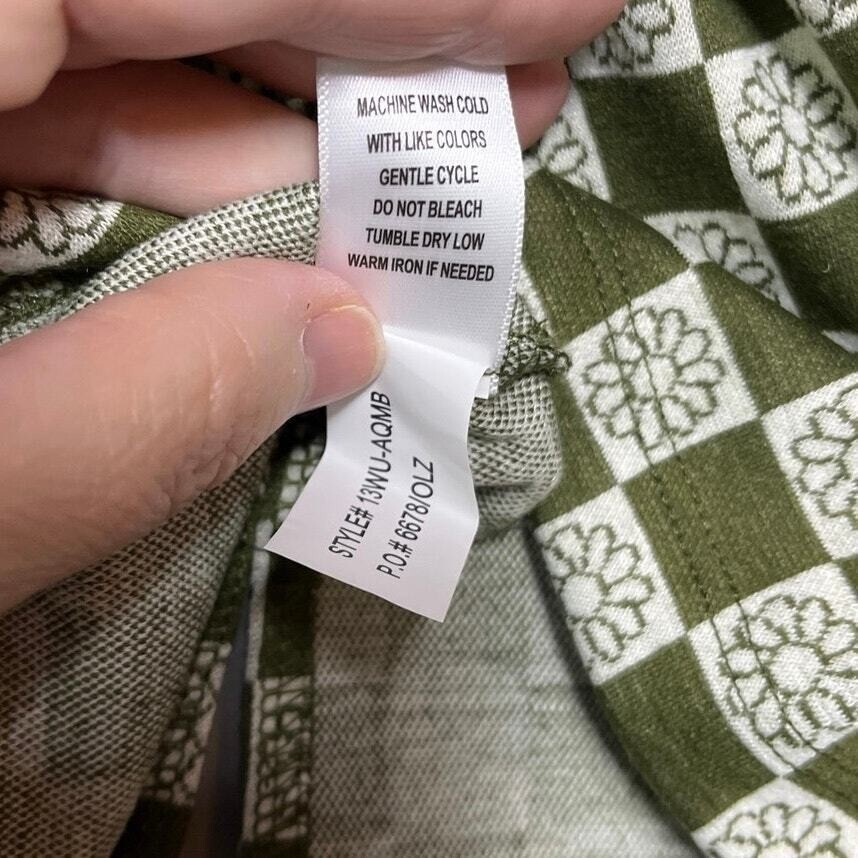 MACHINE WASH COLD
WITH LIKE COLORS
GENTLE CYCLE
DO NOT BLEACH
TUMBLE DRY LOW
WARM IRON IF NEEDED
STYLE# 13WU-AQMB
P.O.# 6678/OLZ